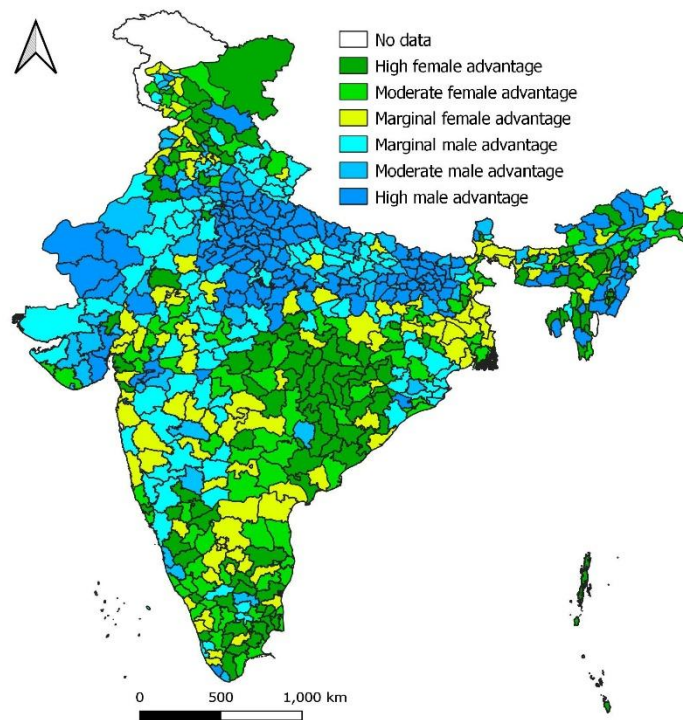 No data
High female advantage
Moderate female advantage
Marginal female advantage
Marginal male advantage
Moderate male advantage
High male advantage
0 500 1,000 km